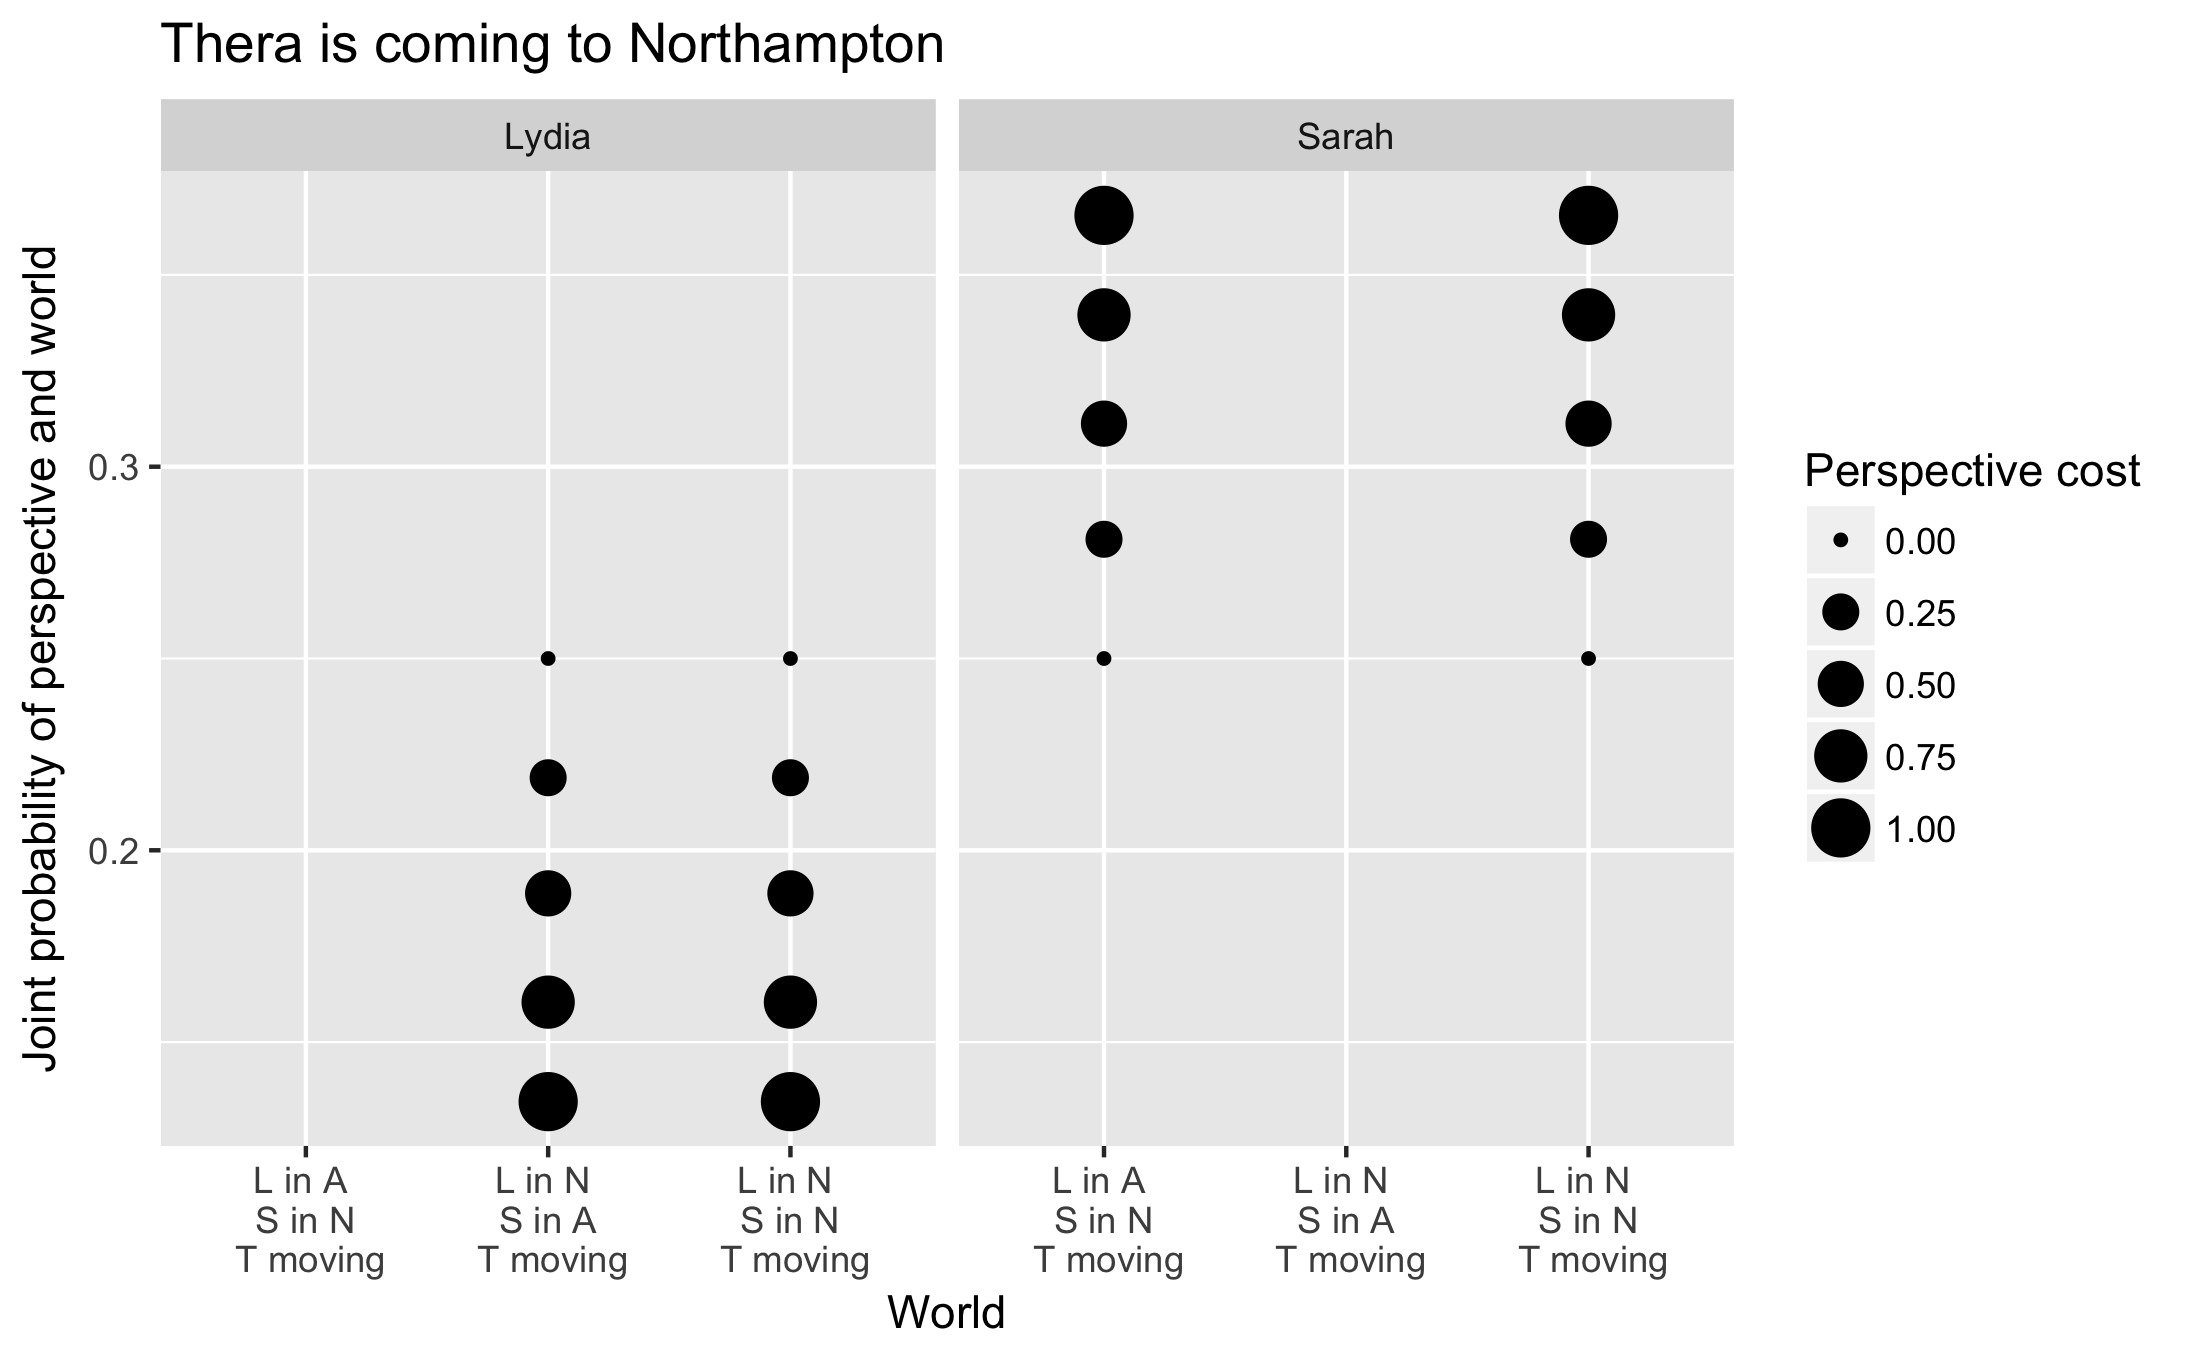 Thera is coming to Northampton
Lydia
Sarah
Joint probability of perspective and world
0.3
0.2
L in A
S in N
T moving
L in N
S in A
T moving
L in N
S in N
T moving
L in A
S in N
T moving
L in N
S in A
T moving
L in N
S in N
T moving
World
Perspective cost
0.00
0.25
0.50
0.75
1.00